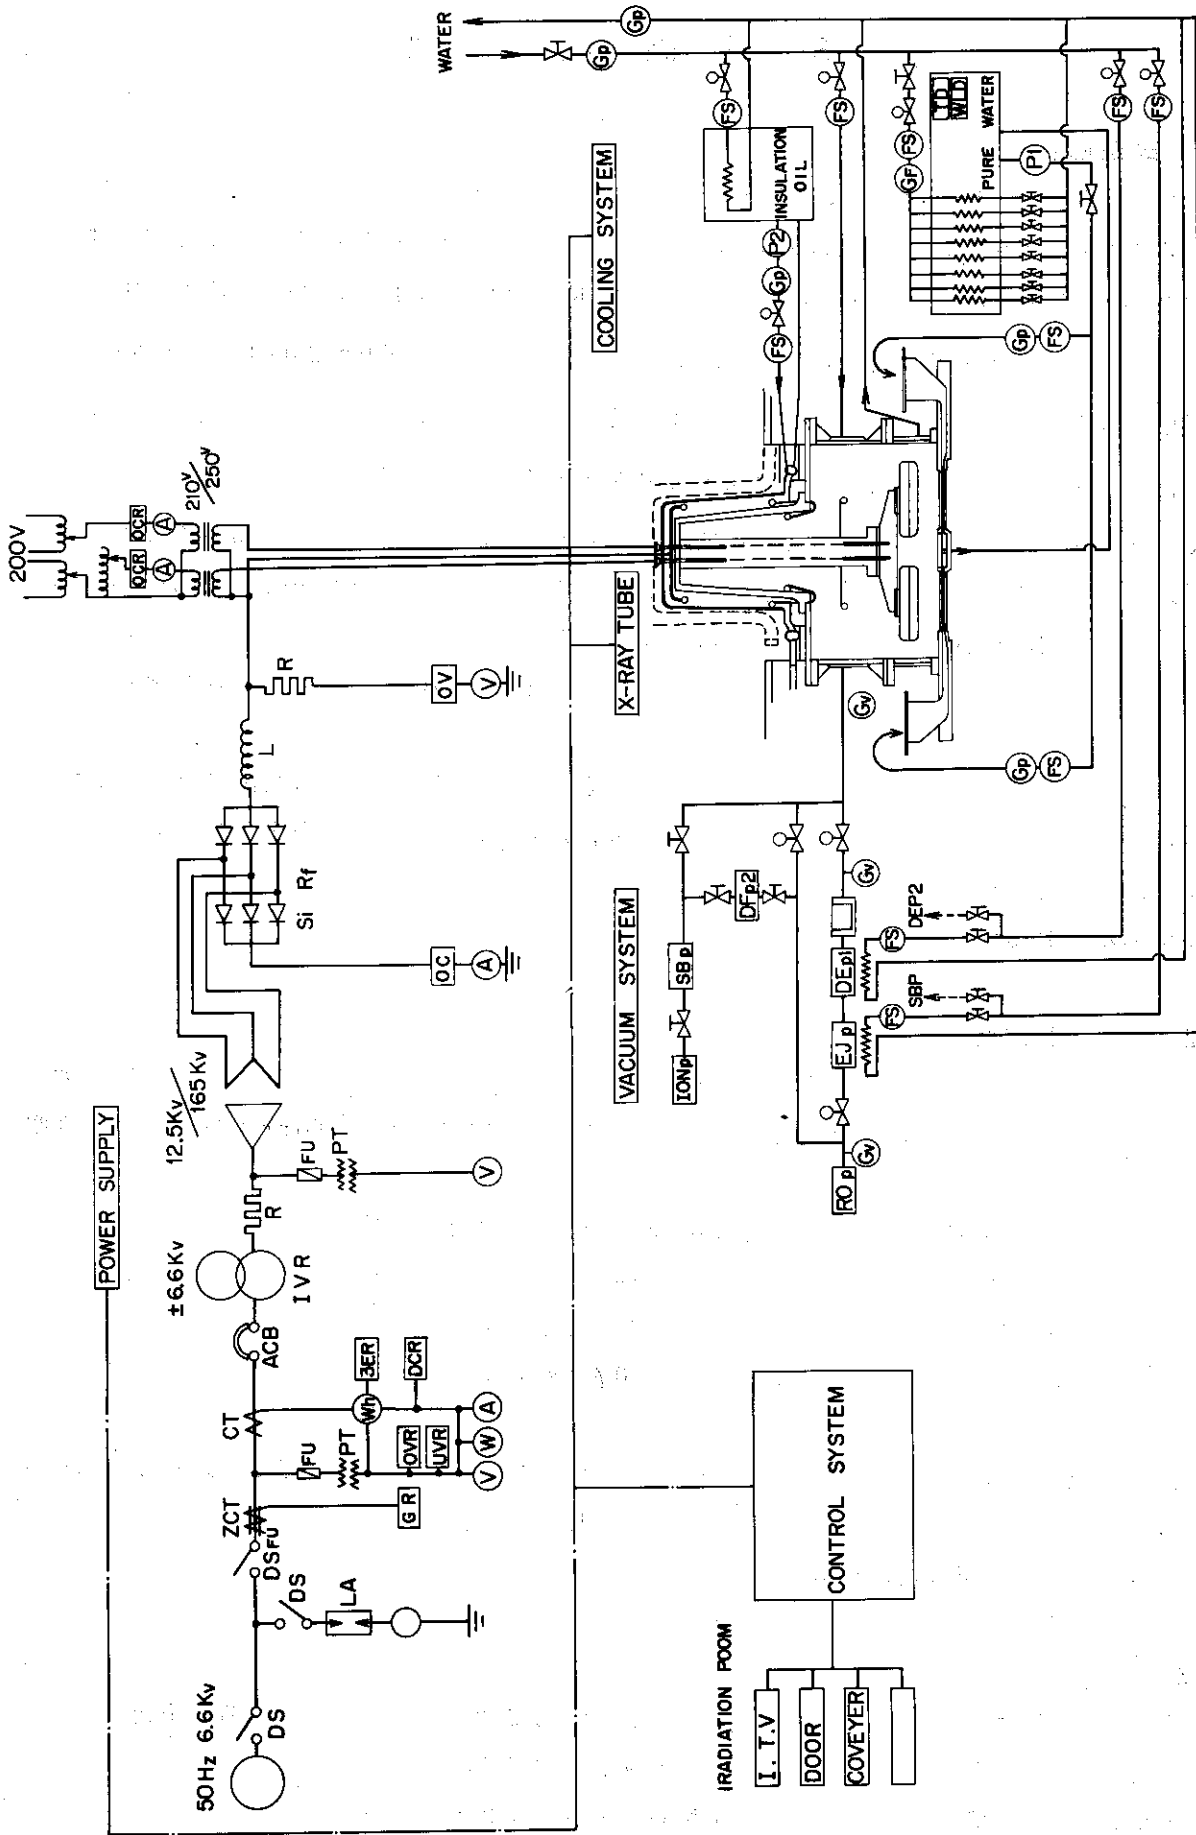 POWER SUPPLY
50Hz 6.6Kv
DS
DS
LA
DSFU
ZCT
GR
FU
PT
OVR
UVR
V
W
A
CT
Wh
3ER
DCR
ACB
±6.6Kv
IVR
R
FU
PT
V
12.5Kv
165Kv
OC
A
Si Rf
L
R
OV
V
200V
OCR
OCR
A
A
210V
250V
COOLING SYSTEM
X-RAY TUBE
VACUUM SYSTEM
IONp
SBp
DFp2
ROp
Gv
EJp
DEp1
Gv
Gv
SBP
FS
DEP2
FS
Gp
FS
Gp
FS
FS
Gp
P2
INSULATION
OIL
FS
FS
WATER
Gp
Gp
GF
FS
TD
WLD
PURE WATER
P1
FS
FS
CONTROL SYSTEM
IRADIATION POOM
I.T.V
DOOR
COVEYER